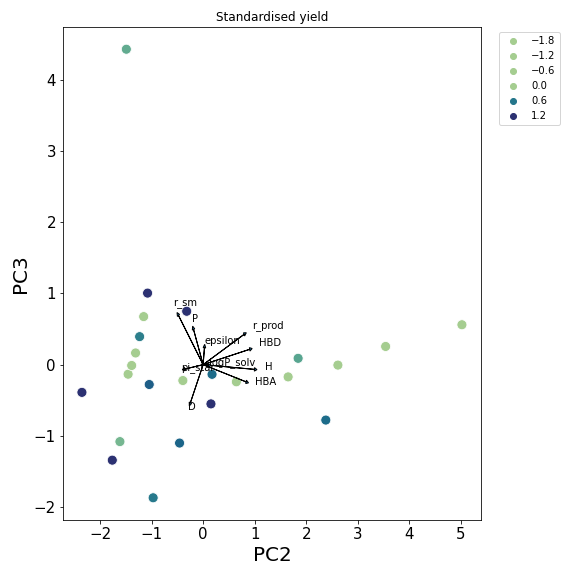 Standardised yield
−1.8
−1.2
−0.6
0.0
0.6
1.2
4
3
2
1
0
−1
−2
PC3
r_sm
P
r_prod
epsilon
HBD
H
HBA
D
−2
−1
0
1
2
3
4
5
PC2